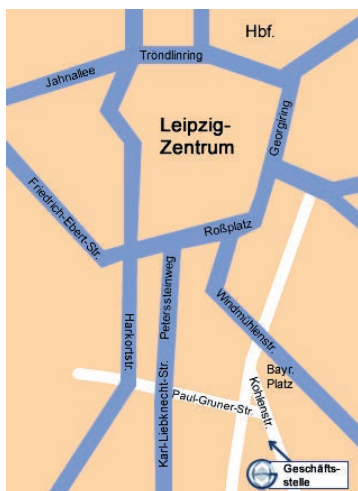 Hbf.
Tröndlinring
Jahnallee
Leipzig-
Zentrum
Georgiring
Friedrich-Ebert-Str.
Roßplatz
Peterssteinweg
Windmühlenstr.
Harkortstr.
Karl-Liebknecht-Str.
Bayr.
Platz
Paul-Gruner-Str.
Kohlenstr.
Geschäfts-
stelle